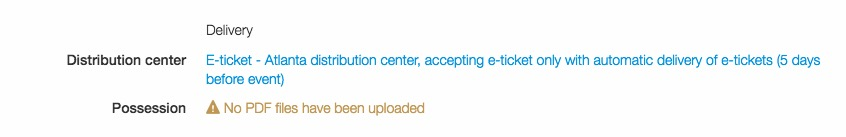 Delivery
Distribution center E-ticket - Atlanta distribution center, accepting e-ticket only with automatic delivery of e-tickets (5 days
before event)
Possession No PDF files have been uploaded